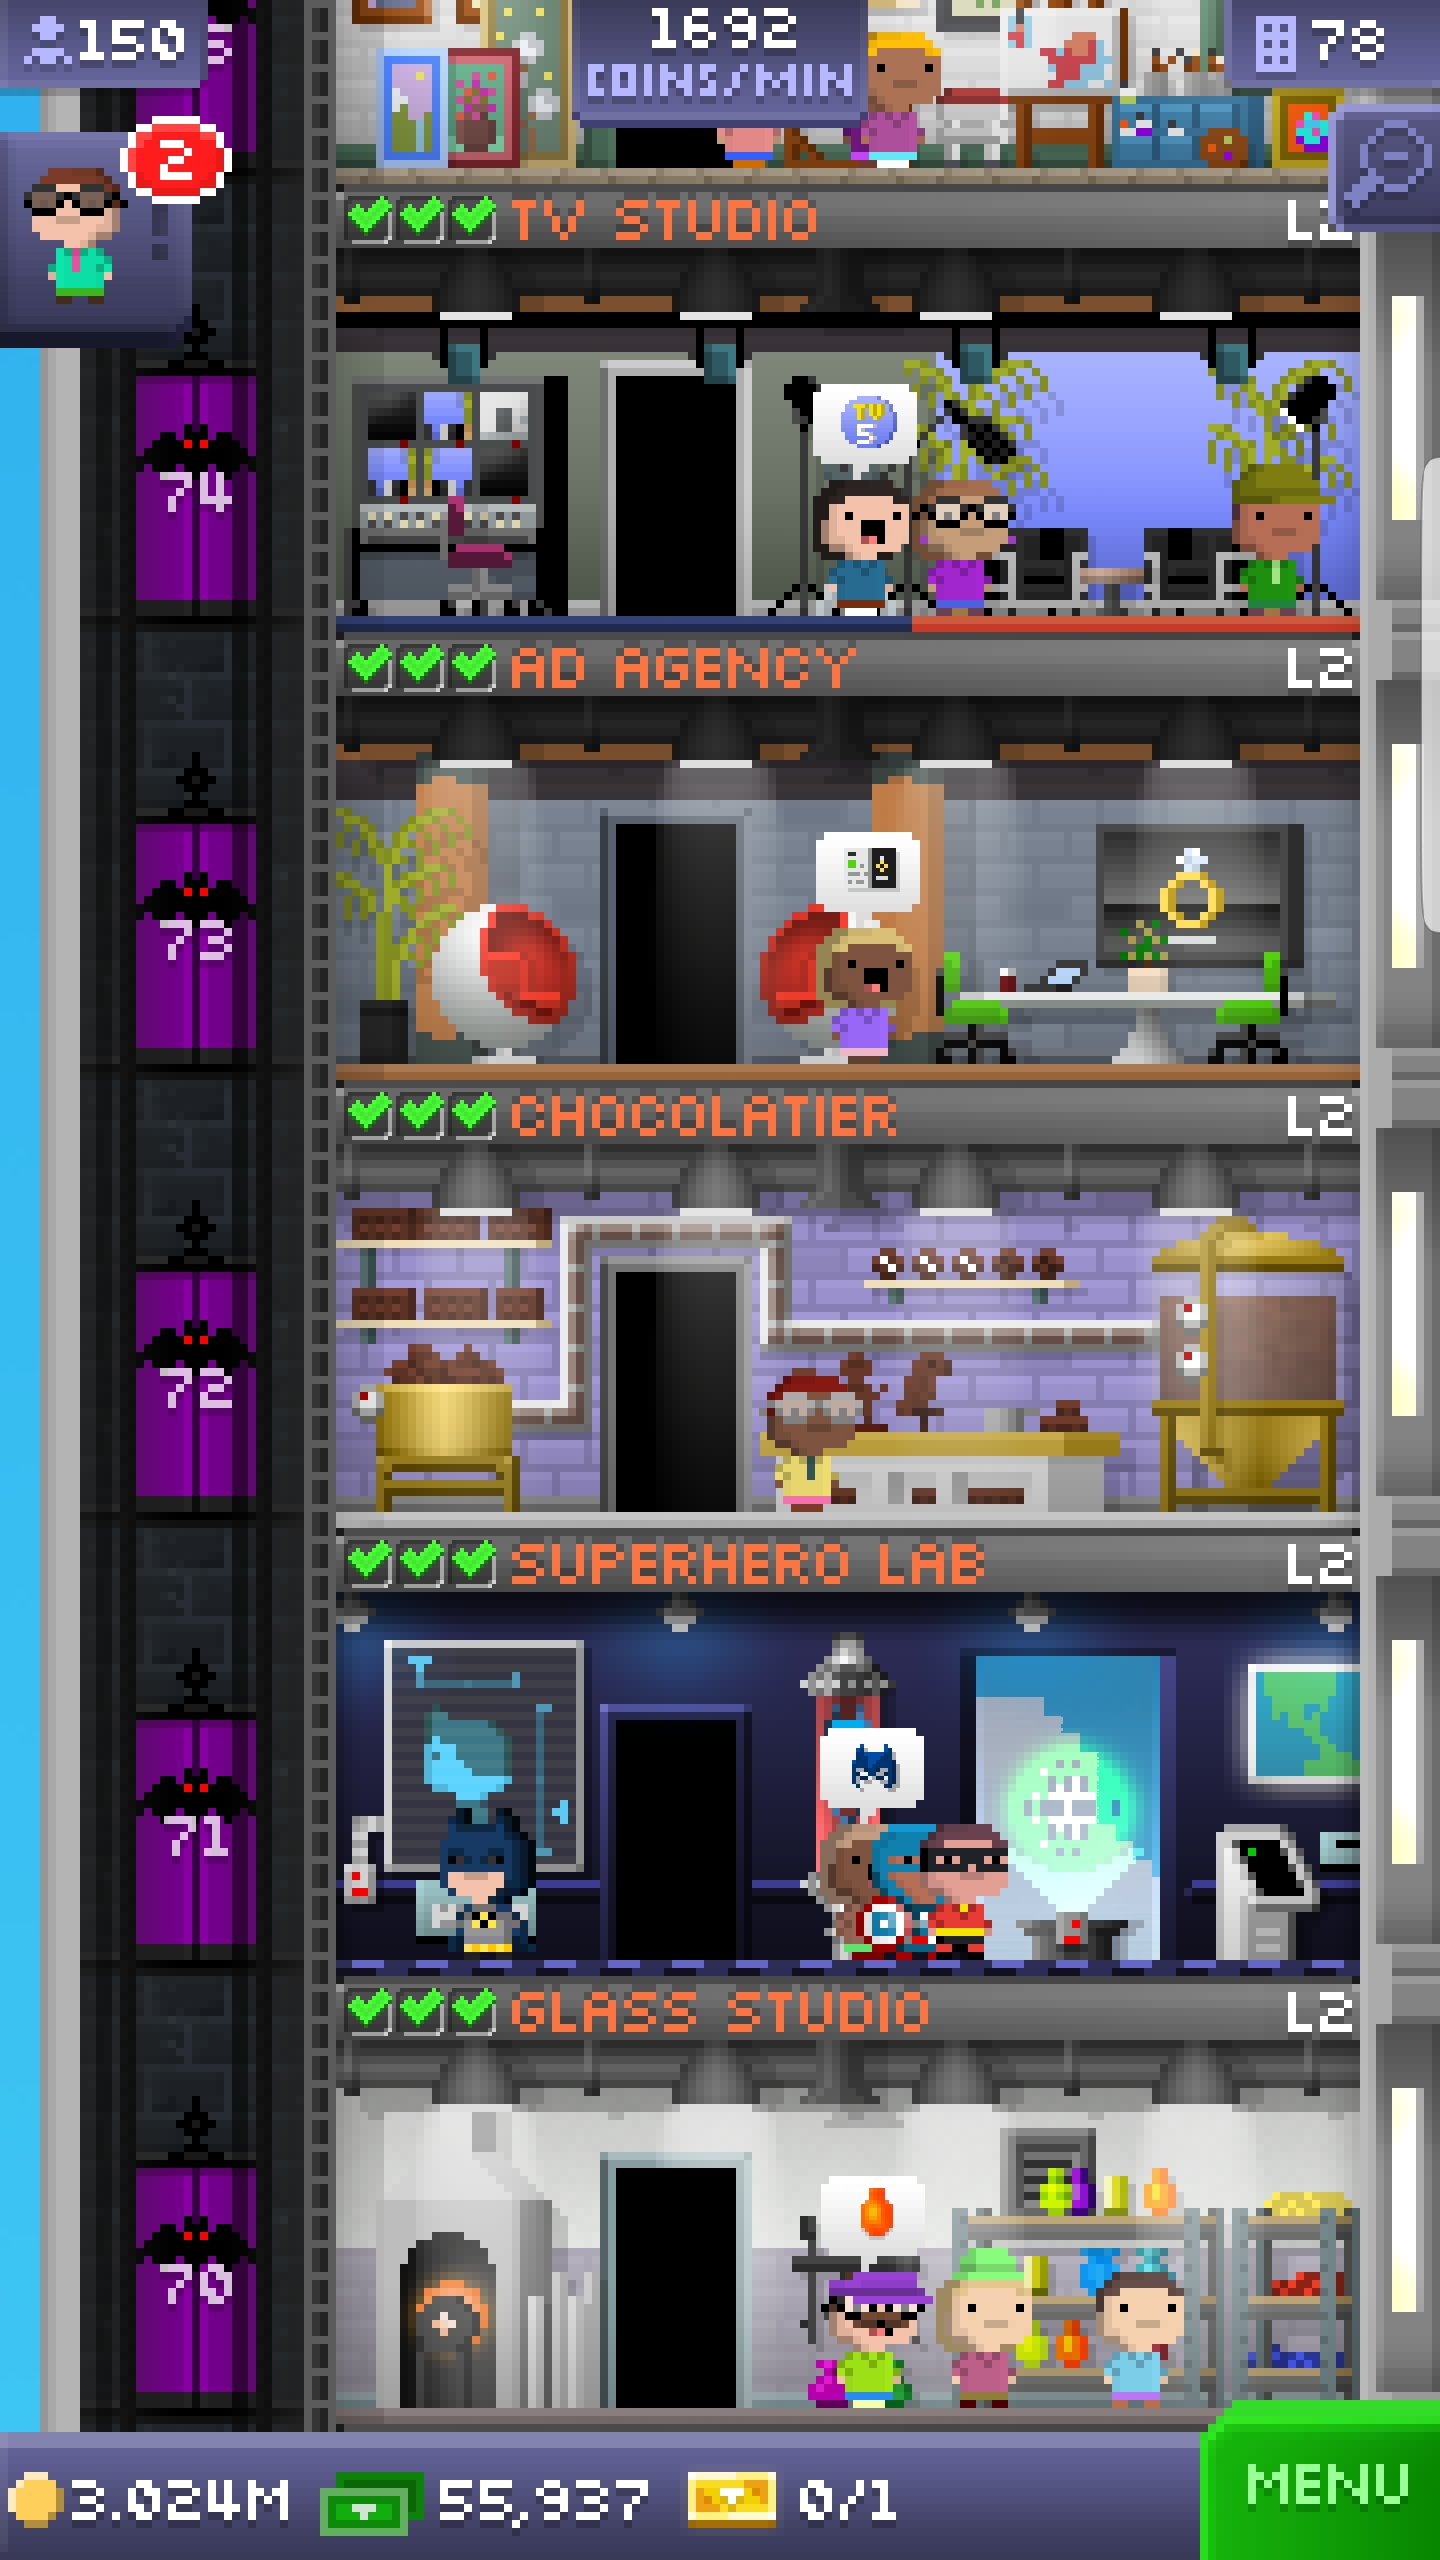 150
1692
COINS/MIN
78
2
TV STUDIO
TV
5
74
AD AGENCY L2
73
CHOCOLATIER L2
72
SUPERHERO LAB L2
71
GLASS STUDIO L2
70
3.024M 55,937 0/1
MENU